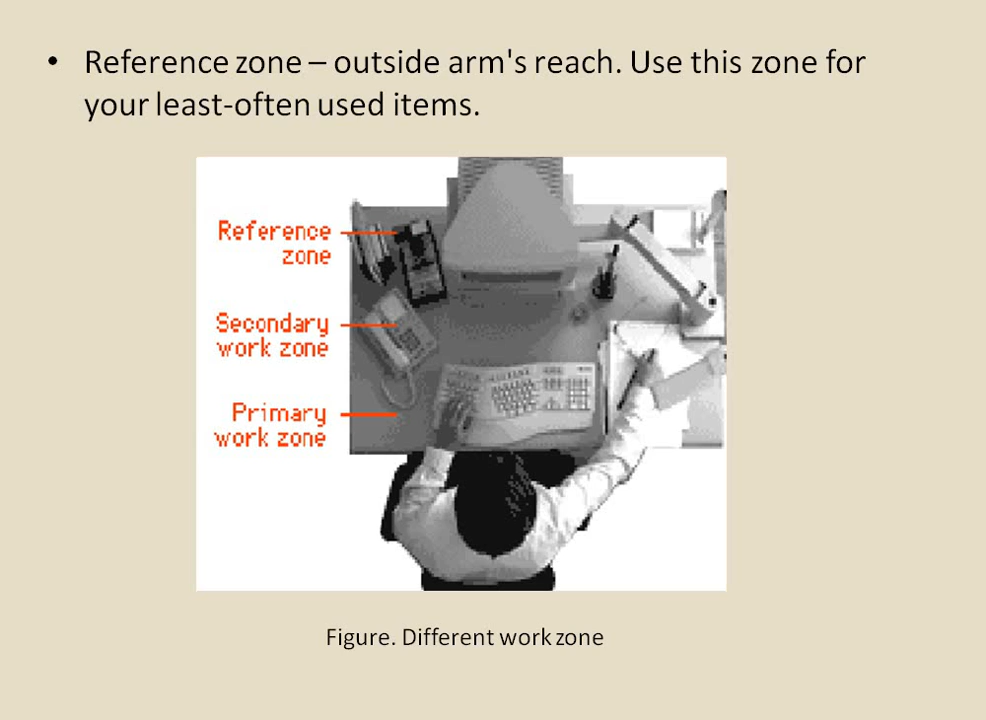 • Reference zone – outside arm's reach. Use this zone for
your least-often used items.
Reference
zone
Secondary
work zone
Primary
work zone
Figure. Different work zone